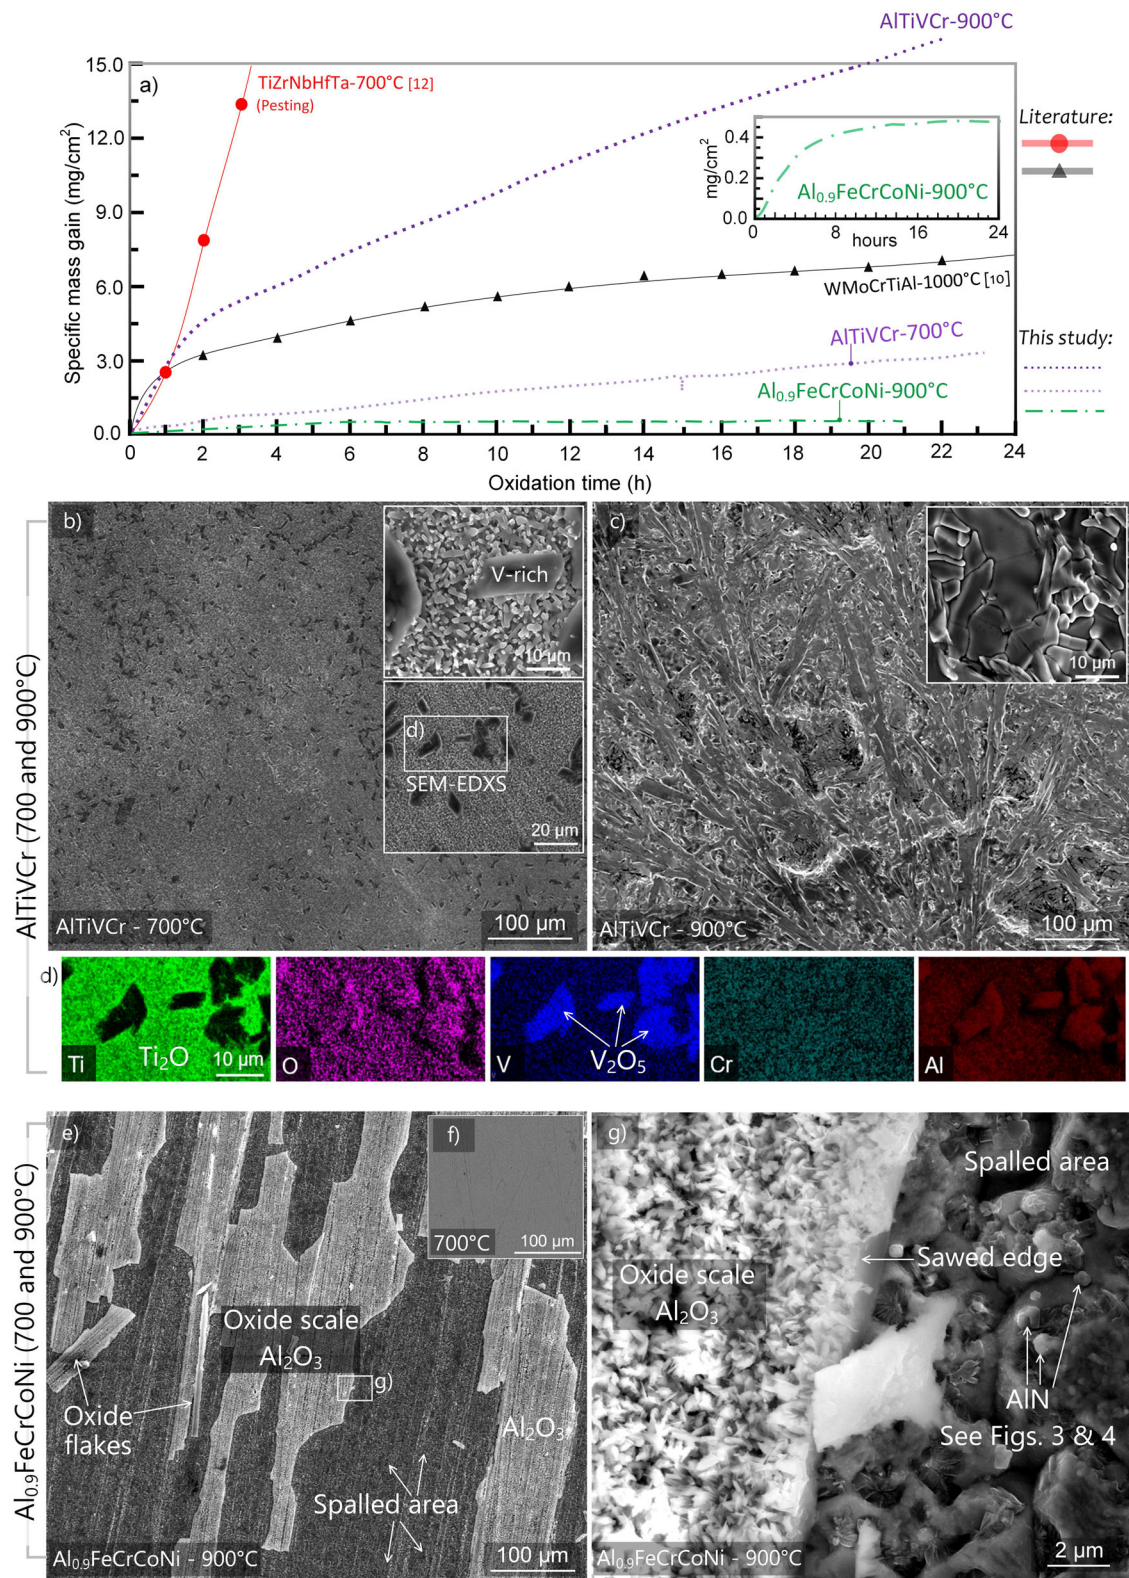 AlTiVCr-900°C
a)
15.0
12.0
9.0
6.0
3.0
0.0
Specific mass gain (mg/cm²)
TiZrNbHfTa-700°C [12]
(Pesting)
0.4
0.2
0.0
mg/cm²
Al₀.₉FeCrCoNi-900°C
0 8 16 24
hours
WMoCrTiAl-1000°C [10]
AlTiVCr-700°C
Al₀.₉FeCrCoNi-900°C
0 2 4 6 8 10 12 14 16 18 20 22 24
Oxidation time (h)
Literature:
This study:
AlTiVCr (700 and 900°C)
b)
V-rich
10 µm
d)
SEM-EDXS
20 µm
AlTiVCr - 700°C
100 µm
c)
10 µm
AlTiVCr - 900°C
100 µm
d)
Ti
Ti₂O
10 µm
O
V
V₂O₅
Cr
Al
Al₀.₉FeCrCoNi (700 and 900°C)
e)
f)
700°C
100 µm
Oxide scale
Al₂O₃
g)
Oxide
flakes
Al₂O₃
Spalled area
Al₀.₉FeCrCoNi - 900°C
100 µm
g)
Spalled area
Sawed edge
Oxide scale
Al₂O₃
AlN
See Figs. 3 & 4
Al₀.₉FeCrCoNi - 900°C
2 µm